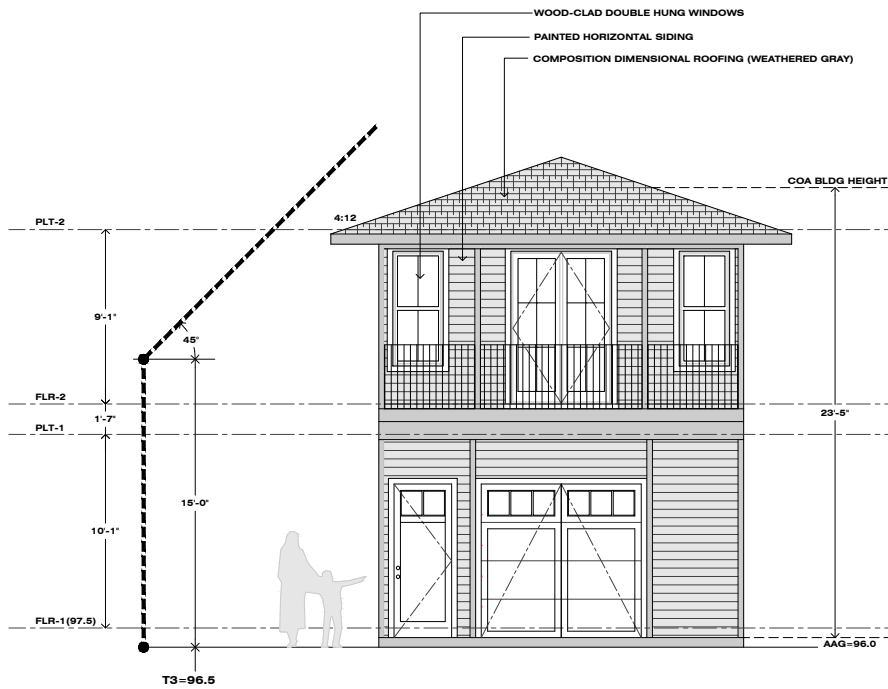 WOOD-CLAD DOUBLE HUNG WINDOWS
PAINTED HORIZONTAL SIDING
COMPOSITION DIMENSIONAL ROOFING (WEATHERED GRAY)
COA BLDG HEIGHT
PLT-2
4:12
9'-1"
45°
FLR-2
1'-7"
PLT-1
23'-5"
15'-0"
10'-1"
FLR-1(97.5)
AAG=96.0
T3=96.5